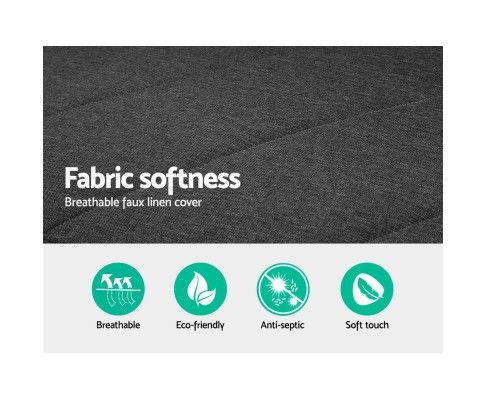 Fabric softness
Breathable faux linen cover
Breathable
Eco-friendly
Anti-septic
Soft touch